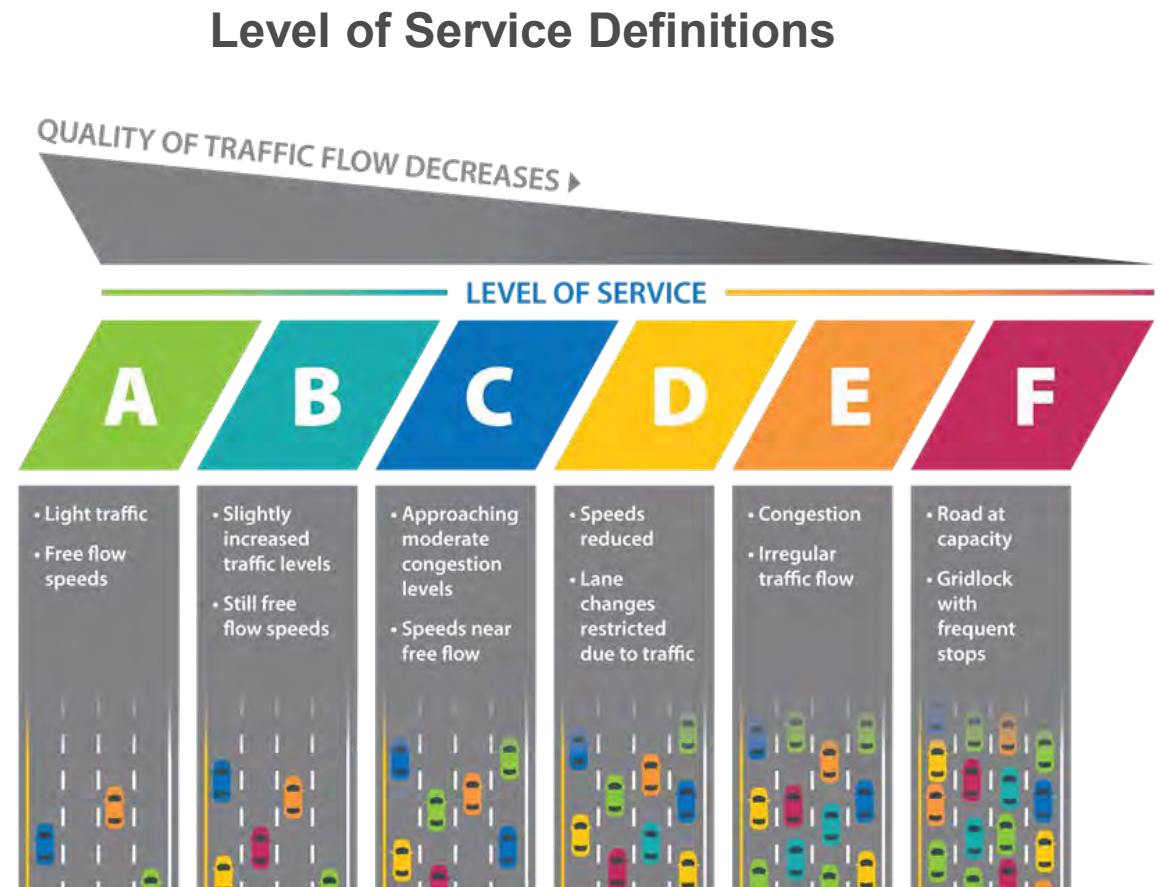 Level of Service Definitions
QUALITY OF TRAFFIC FLOW DECREASES
LEVEL OF SERVICE
A
B
C
D
E
F
• Light traffic
• Free flow
speeds
• Slightly
increased
traffic levels
• Still free
flow speeds
• Approaching
moderate
congestion
levels
• Speeds near
free flow
• Speeds
reduced
• Lane
changes
restricted
due to traffic
• Congestion
• Irregular
traffic flow
• Road at
capacity
• Gridlock
with
frequent
stops